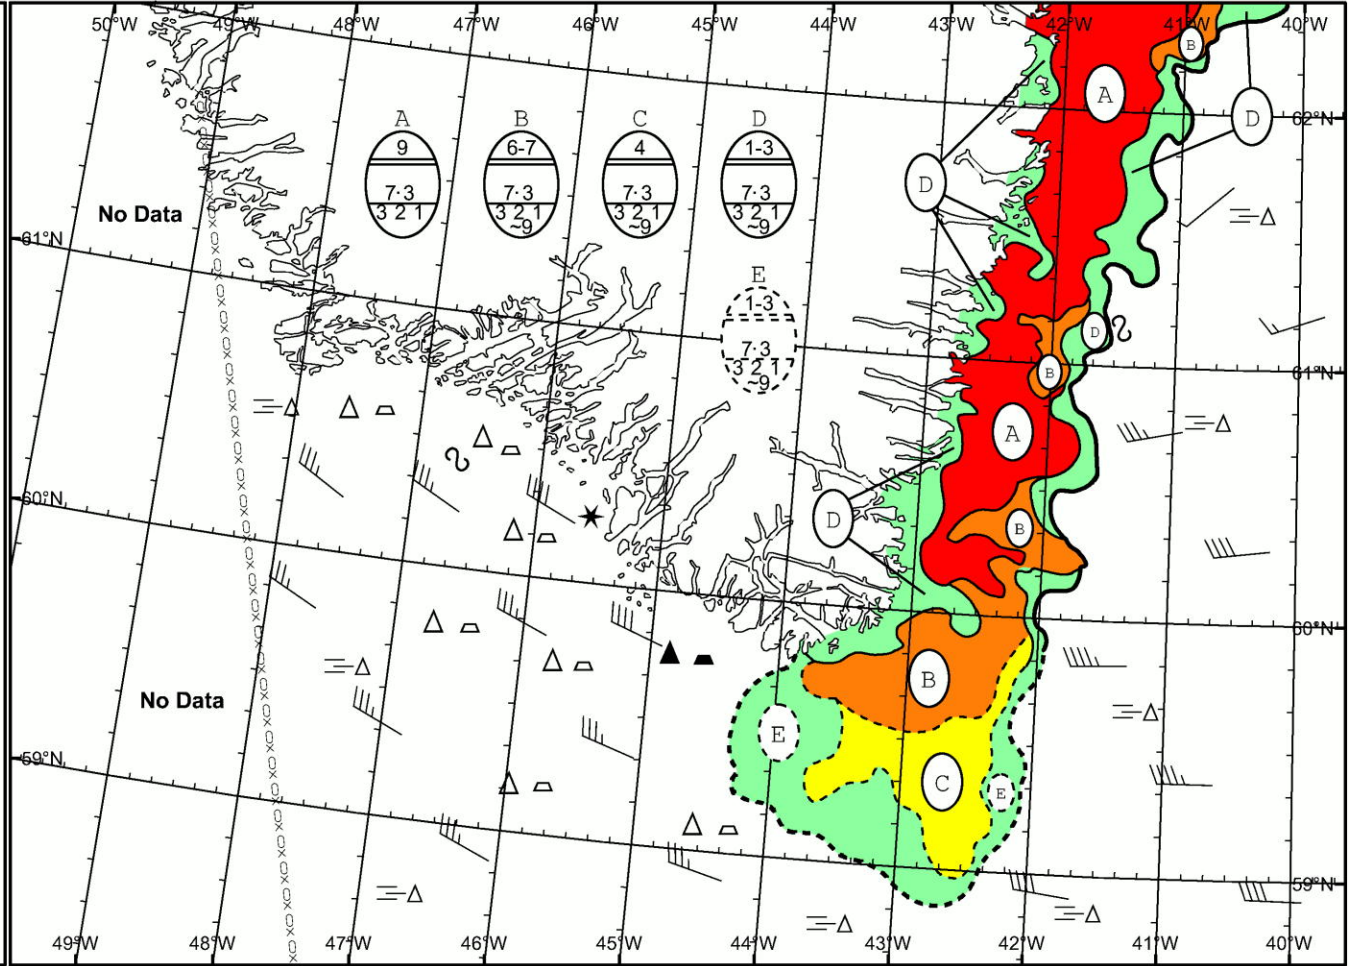 50°W 49°W 48°W 47°W 46°W 45°W 44°W 43°W 42°W 41°W 40°W
B
A
A B C D
D
62°N
9 6-7 4 1-3
7·3 7·3 7·3 7·3
3 2 1 3 2 1 3 2 1 3 2 1
~9 ~9 ~9 ~9
D
No Data
61°N
E
1-3
7·3
3 2 1
~9
D
B
61°N
A
60°N
D
B
60°N
B
No Data
E
59°N
C
E
59°N
49°W 48°W 47°W 46°W 45°W 44°W 43°W 42°W 41°W 40°W